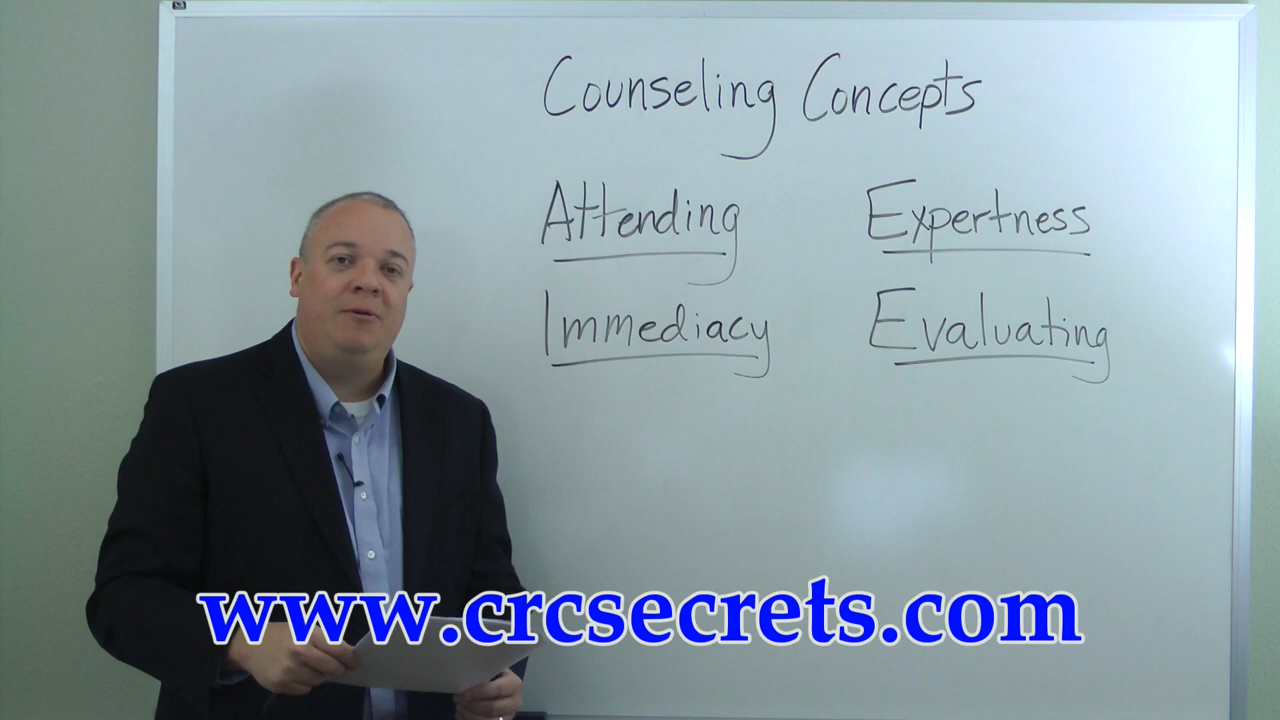 Counseling Concepts
Attending Expertness
Immediacy Evaluating
www.crcsecrets.com